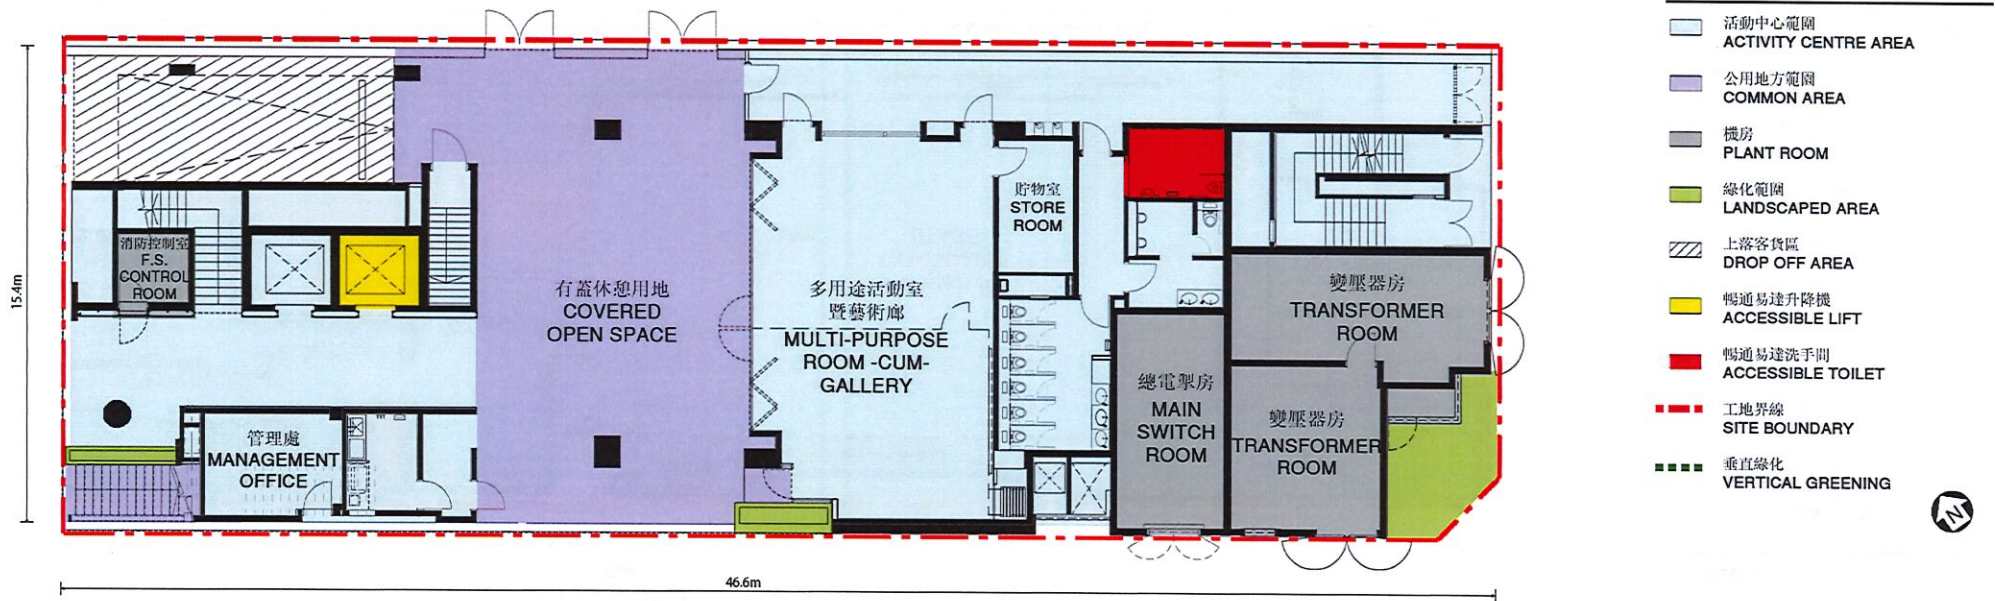 消防控制室
F.S.
CONTROL
ROOM
管理處
MANAGEMENT
OFFICE
有蓋休憩用地
COVERED
OPEN SPACE
多用途活動室
暨藝術廊
MULTI-PURPOSE
ROOM -CUM-
GALLERY
貯物室
STORE
ROOM
總電掣房
MAIN
SWITCH
ROOM
變壓器房
TRANSFORMER
ROOM
變壓器房
TRANSFORMER
ROOM
15.4m
46.6m
活動中心範圍
ACTIVITY CENTRE AREA
公用地方範圍
COMMON AREA
機房
PLANT ROOM
綠化範圍
LANDSCAPED AREA
上落客貨區
DROP OFF AREA
暢通易達升降機
ACCESSIBLE LIFT
暢通易達洗手間
ACCESSIBLE TOILET
工地界線
SITE BOUNDARY
垂直綠化
VERTICAL GREENING
N